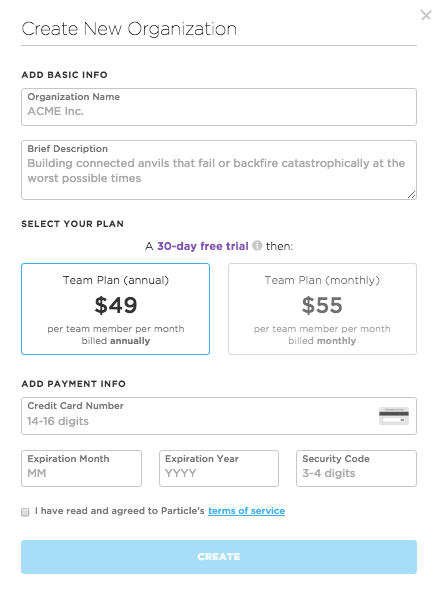 Create New Organization
ADD BASIC INFO
Organization Name
ACME Inc.
Brief Description
Building connected anvils that fail or backfire catastrophically at the
worst possible times
SELECT YOUR PLAN
A 30-day free trial i then:
Team Plan (annual)
$49
per team member per month
billed annually
Team Plan (monthly)
$55
per team member per month
billed monthly
ADD PAYMENT INFO
Credit Card Number
14-16 digits
Expiration Month
MM
Expiration Year
YYYY
Security Code
3-4 digits
I have read and agreed to Particle's terms of service
CREATE